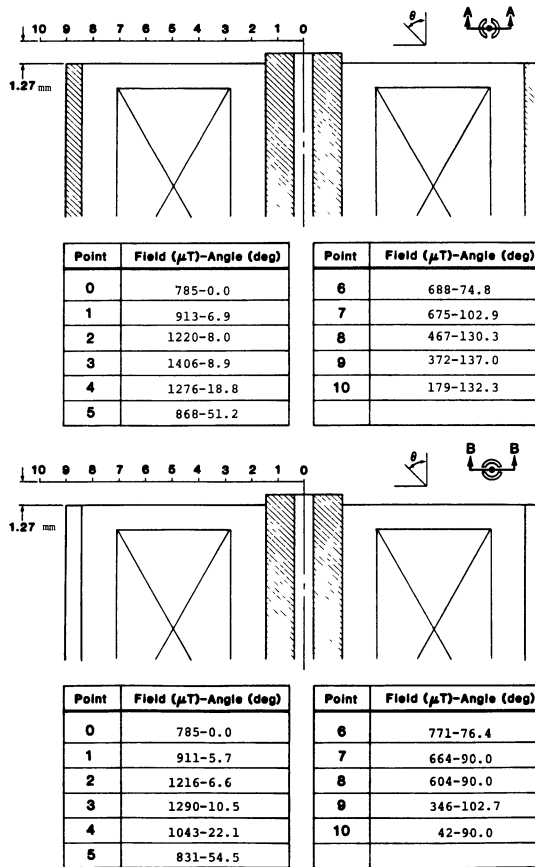 θ A A
10 9 8 7 6 5 4 3 2 1 0
1.27 mm
Point Field (μT)-Angle (deg) Point Field (μT)-Angle (deg)
0 785-0.0 6 688-74.8
1 913-6.9 7 675-102.9
2 1220-8.0 8 467-130.3
3 1406-8.9 9 372-137.0
4 1276-18.8 10 179-132.3
5 868-51.2
θ B B
10 9 8 7 6 5 4 3 2 1 0
1.27 mm
Point Field (μT)-Angle (deg) Point Field (μT)-Angle (deg)
0 785-0.0 6 771-76.4
1 911-5.7 7 664-90.0
2 1216-6.6 8 604-90.0
3 1290-10.5 9 346-102.7
4 1043-22.1 10 42-90.0
5 831-54.5